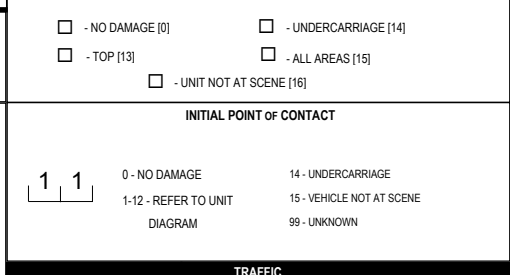 ☐ - NO DAMAGE [0] ☐ - UNDERCARRIAGE [14]
☐ - TOP [13] ☐ - ALL AREAS [15]
☐ - UNIT NOT AT SCENE [16]
INITIAL POINT OF CONTACT
1 1
0 - NO DAMAGE 14 - UNDERCARRIAGE
1-12 - REFER TO UNIT 15 - VEHICLE NOT AT SCENE
DIAGRAM 99 - UNKNOWN
TRAFFIC